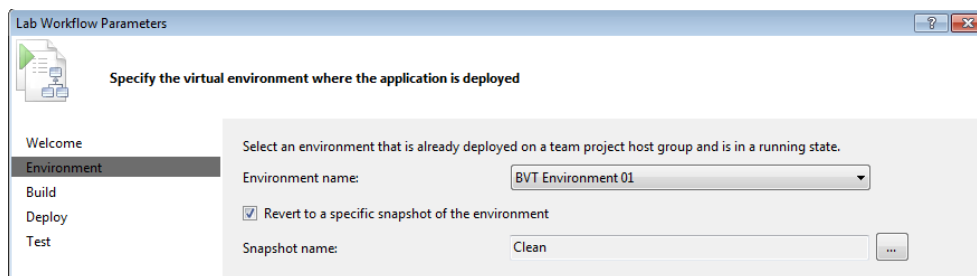 Lab Workflow Parameters
Specify the virtual environment where the application is deployed
Welcome
Environment
Build
Deploy
Test
Select an environment that is already deployed on a team project host group and is in a running state.
Environment name: BVT Environment 01
Revert to a specific snapshot of the environment
Snapshot name: Clean ...